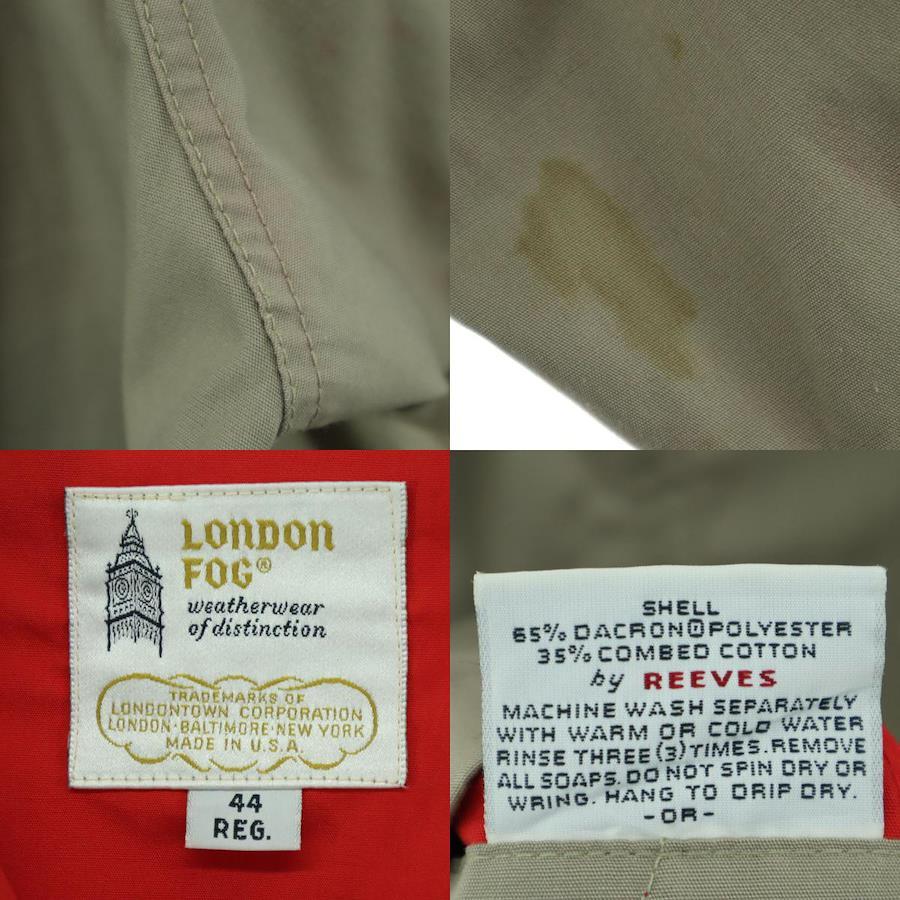 LONDON
FOG®
weatherwear
of distinction
TRADEMARKS OF
LONDONTOWN CORPORATION
LONDON·BALTIMORE·NEW YORK
MADE IN U.S.A.
44
REG.
SHELL
65% DACRON®POLYESTER
35% COMBED COTTON
by REEVES
MACHINE WASH SEPARATELY
WITH WARM OR COLD WATER
RINSE THREE (3) TIMES. REMOVE
ALL SOAPS. DO NOT SPIN DRY OR
WRING. HANG TO DRIP DRY.
-OR-